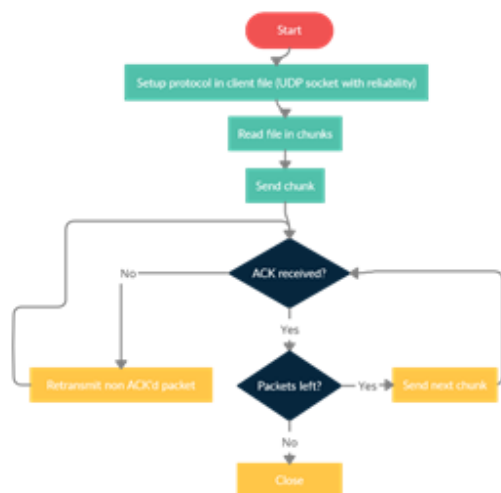 Start
Setup protocol in client file (UDP socket with reliability)
Read file in chunks
Send chunk
ACK received?
No
Yes
Retransmit non ACK'd packet
Packets left?
Yes
Send next chunk
No
Close